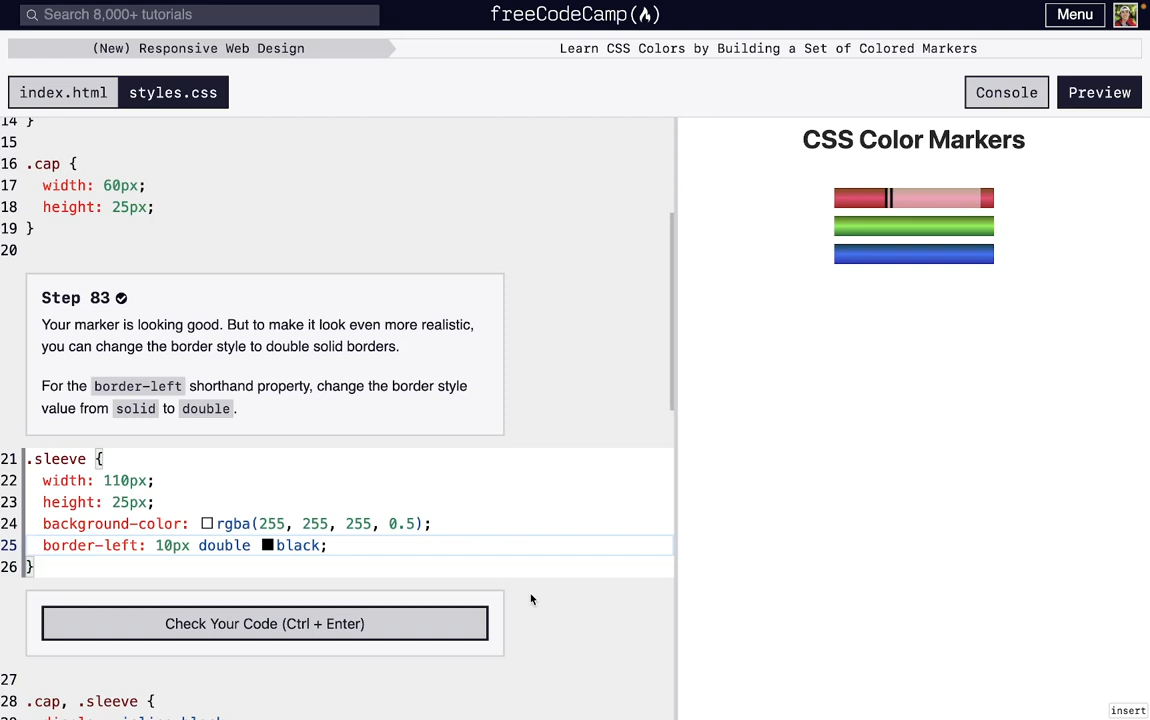 Search 8,000+ tutorials
freeCodeCamp
Menu
(New) Responsive Web Design
Learn CSS Colors by Building a Set of Colored Markers
index.html
styles.css
Console
Preview
14 }
15
16 .cap {
17 width: 60px;
18 height: 25px;
19 }
20
Step 83
Your marker is looking good. But to make it look even more realistic,
you can change the border style to double solid borders.
For the border-left shorthand property, change the border style
value from solid to double.
21 .sleeve {
22 width: 110px;
23 height: 25px;
24 background-color: rgba(255, 255, 255, 0.5);
25 border-left: 10px double black;
26 }
Check Your Code (Ctrl + Enter)
27
28 .cap, .sleeve {
CSS Color Markers
insert